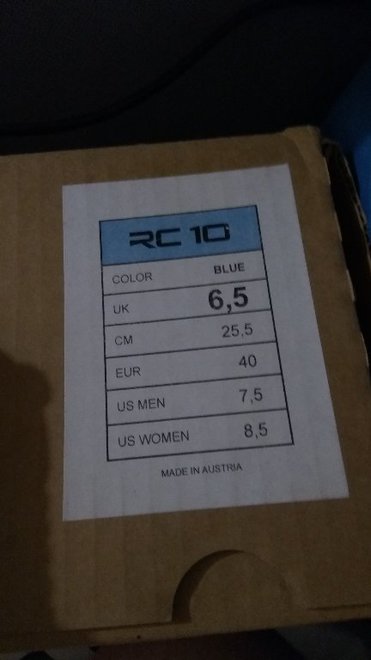 RC 10
COLOR BLUE
UK 6,5
CM 25,5
EUR 40
US MEN 7,5
US WOMEN 8,5
MADE IN AUSTRIA